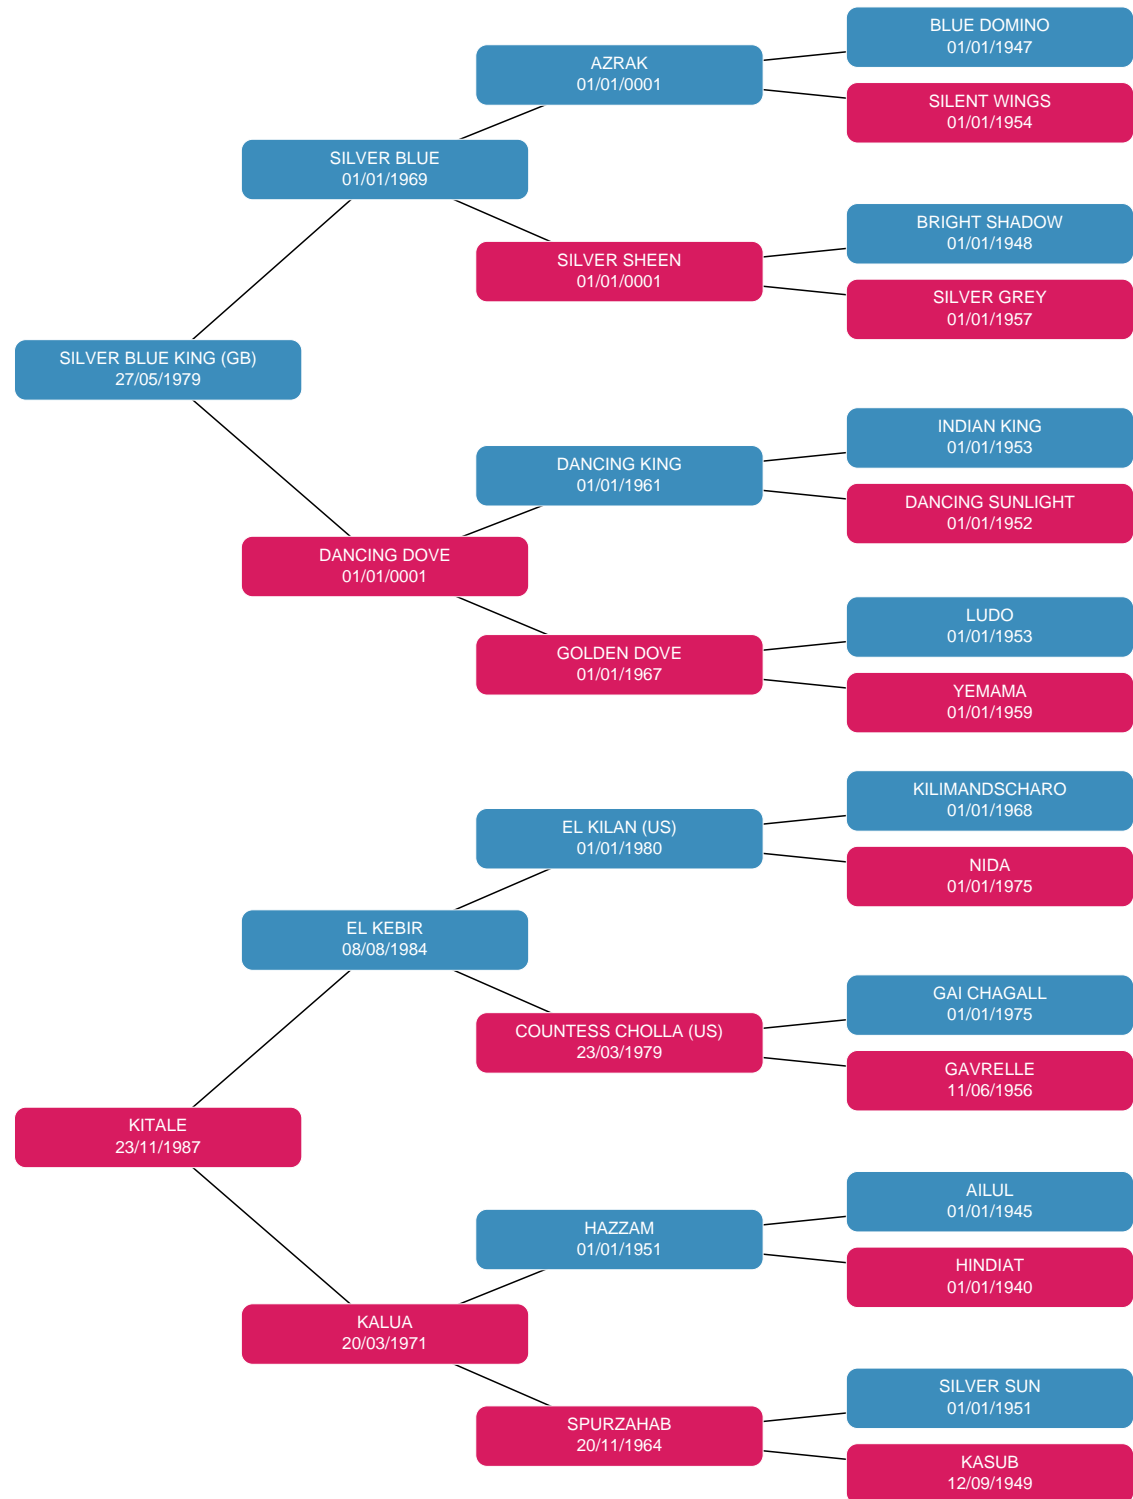 BLUE DOMINO
01/01/1947
AZRAK
01/01/0001
SILENT WINGS
01/01/1954
SILVER BLUE
01/01/1969
BRIGHT SHADOW
01/01/1948
SILVER SHEEN
01/01/0001
SILVER GREY
01/01/1957
SILVER BLUE KING (GB)
27/05/1979
INDIAN KING
01/01/1953
DANCING KING
01/01/1961
DANCING SUNLIGHT
01/01/1952
DANCING DOVE
01/01/0001
LUDO
01/01/1953
GOLDEN DOVE
01/01/1967
YEMAMA
01/01/1959
KILIMANDSCHARO
01/01/1968
EL KILAN (US)
01/01/1980
NIDA
01/01/1975
EL KEBIR
08/08/1984
GAI CHAGALL
01/01/1975
COUNTESS CHOLLA (US)
23/03/1979
GAVRELLE
11/06/1956
KITALE
23/11/1987
AILUL
01/01/1945
HAZZAM
01/01/1951
HINDIAT
01/01/1940
KALUA
20/03/1971
SILVER SUN
01/01/1951
SPURZAHAB
20/11/1964
KASUB
12/09/1949